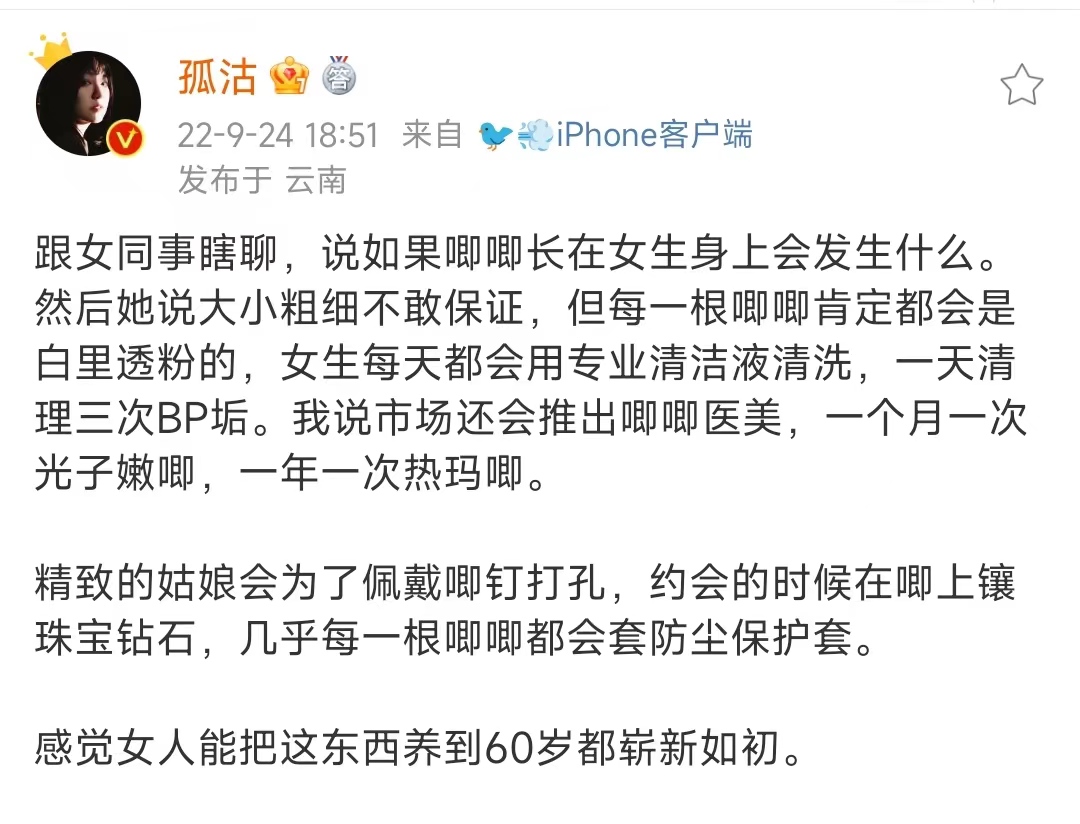 孤沽
22-9-24 18:51 来自 🐦💨iPhone客户端
发布于 云南
跟女同事瞎聊，说如果唧唧长在女生身上会发生什么。
然后她说大小粗细不敢保证，但每一根唧唧肯定都会是
白里透粉的，女生每天都会用专业清洁液清洗，一天清
理三次BP垢。我说市场还会推出唧唧医美，一个月一次
光子嫩唧，一年一次热玛唧。
精致的姑娘会为了佩戴唧钉打孔，约会的时候在唧上镶
珠宝钻石，几乎每一根唧唧都会套防尘保护套。
感觉女人能把这东西养到60岁都崭新如初。